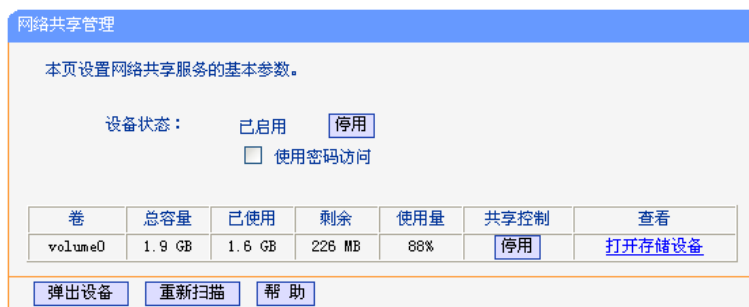 网络共享管理
本页设置网络共享服务的基本参数。
设备状态： 已启用 停用
使用密码访问
卷 总容量 已使用 剩余 使用量 共享控制 查看
volume0 1.9 GB 1.6 GB 226 MB 88% 停用 打开存储设备
弹出设备 重新扫描 帮 助